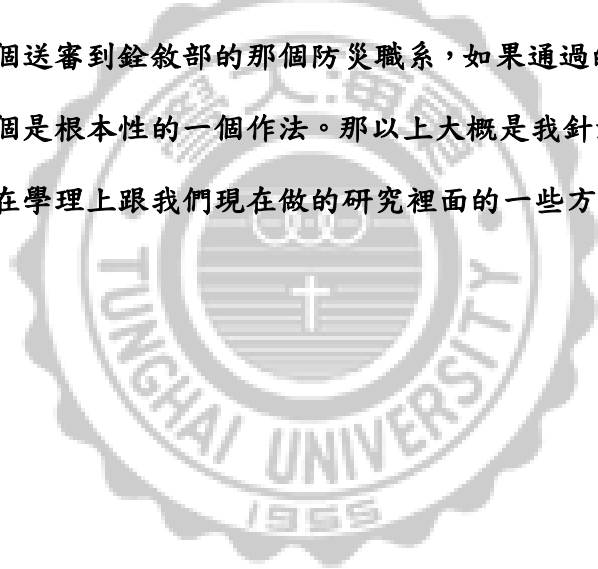 個送審到銓敘部的那個防災職系，如果通過
個是根本性的一個作法。那以上大概是我針
在學理上跟我們現在做的研究裡面的一些方
TUNGHAI UNIVERSITY
1955